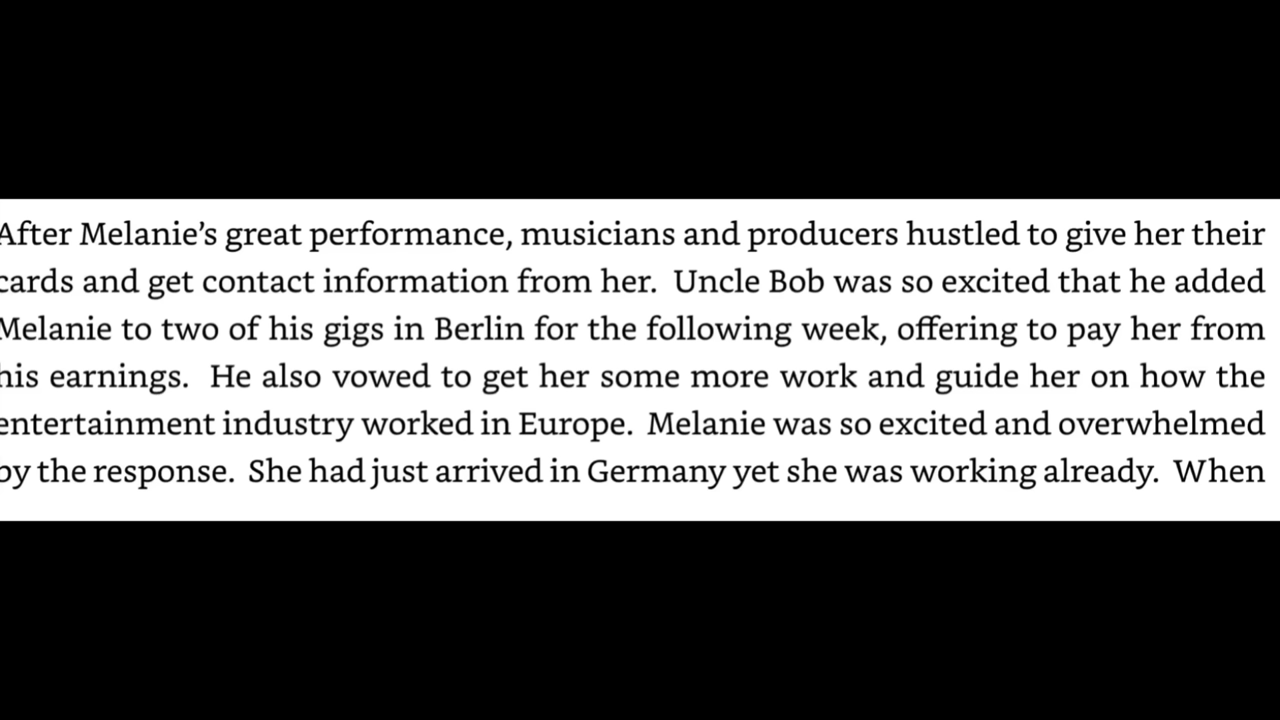 After Melanie’s great performance, musicians and producers hustled to give her their
cards and get contact information from her.  Uncle Bob was so excited that he added
Melanie to two of his gigs in Berlin for the following week, offering to pay her from
his earnings.  He also vowed to get her some more work and guide her on how the
entertainment industry worked in Europe.  Melanie was so excited and overwhelmed
by the response.  She had just arrived in Germany yet she was working already.  When